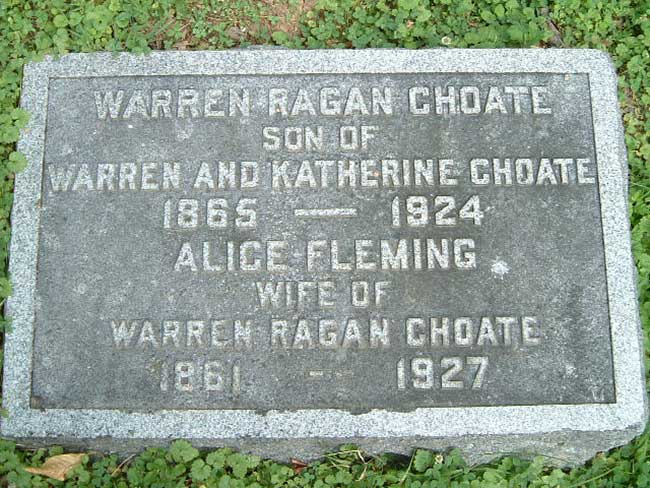 WARREN RAGAN CHOATE
SON OF
WARREN AND KATHERINE CHOATE
1865 — 1924
ALICE FLEMING
WIFE OF
WARREN RAGAN CHOATE
1861 - 1927